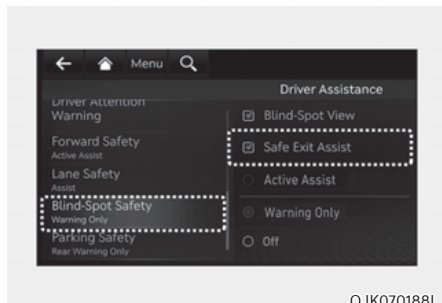 Menu
Driver Assistance
Driver Attention
Warning
Forward Safety
Active Assist
Lane Safety
Assist
Blind-Spot Safety
Warning Only
Parking Safety
Rear Warning Only
Blind-Spot View
Safe Exit Assist
Active Assist
Warning Only
Off
OJK070188L